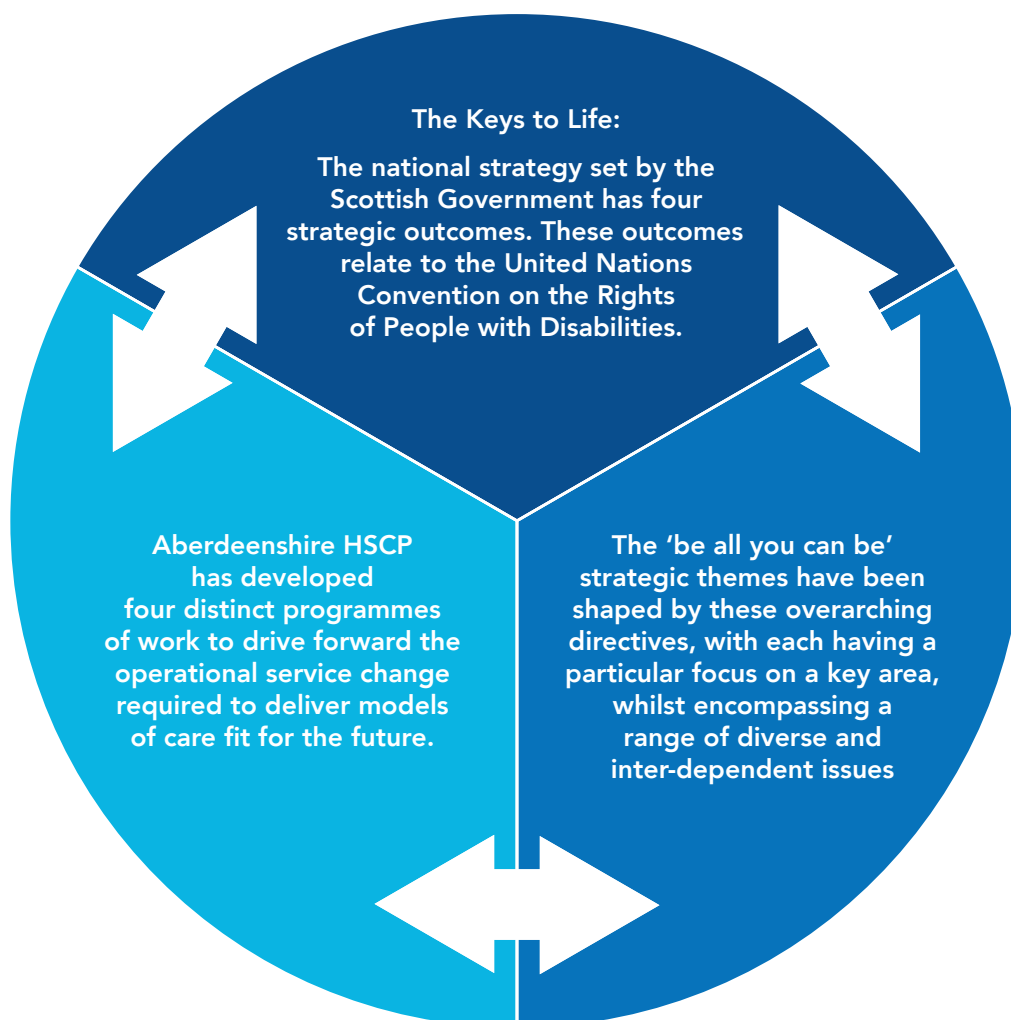 The Keys to Life:
The national strategy set by the
Scottish Government has four
strategic outcomes. These outcomes
relate to the United Nations
Convention on the Rights
of People with Disabilities.
Aberdeenshire HSCP
has developed
four distinct programmes
of work to drive forward the
operational service change
required to deliver models
of care fit for the future.
The ‘be all you can be’
strategic themes have been
shaped by these overarching
directives, with each having a
particular focus on a key area,
whilst encompassing a
range of diverse and
inter-dependent issues